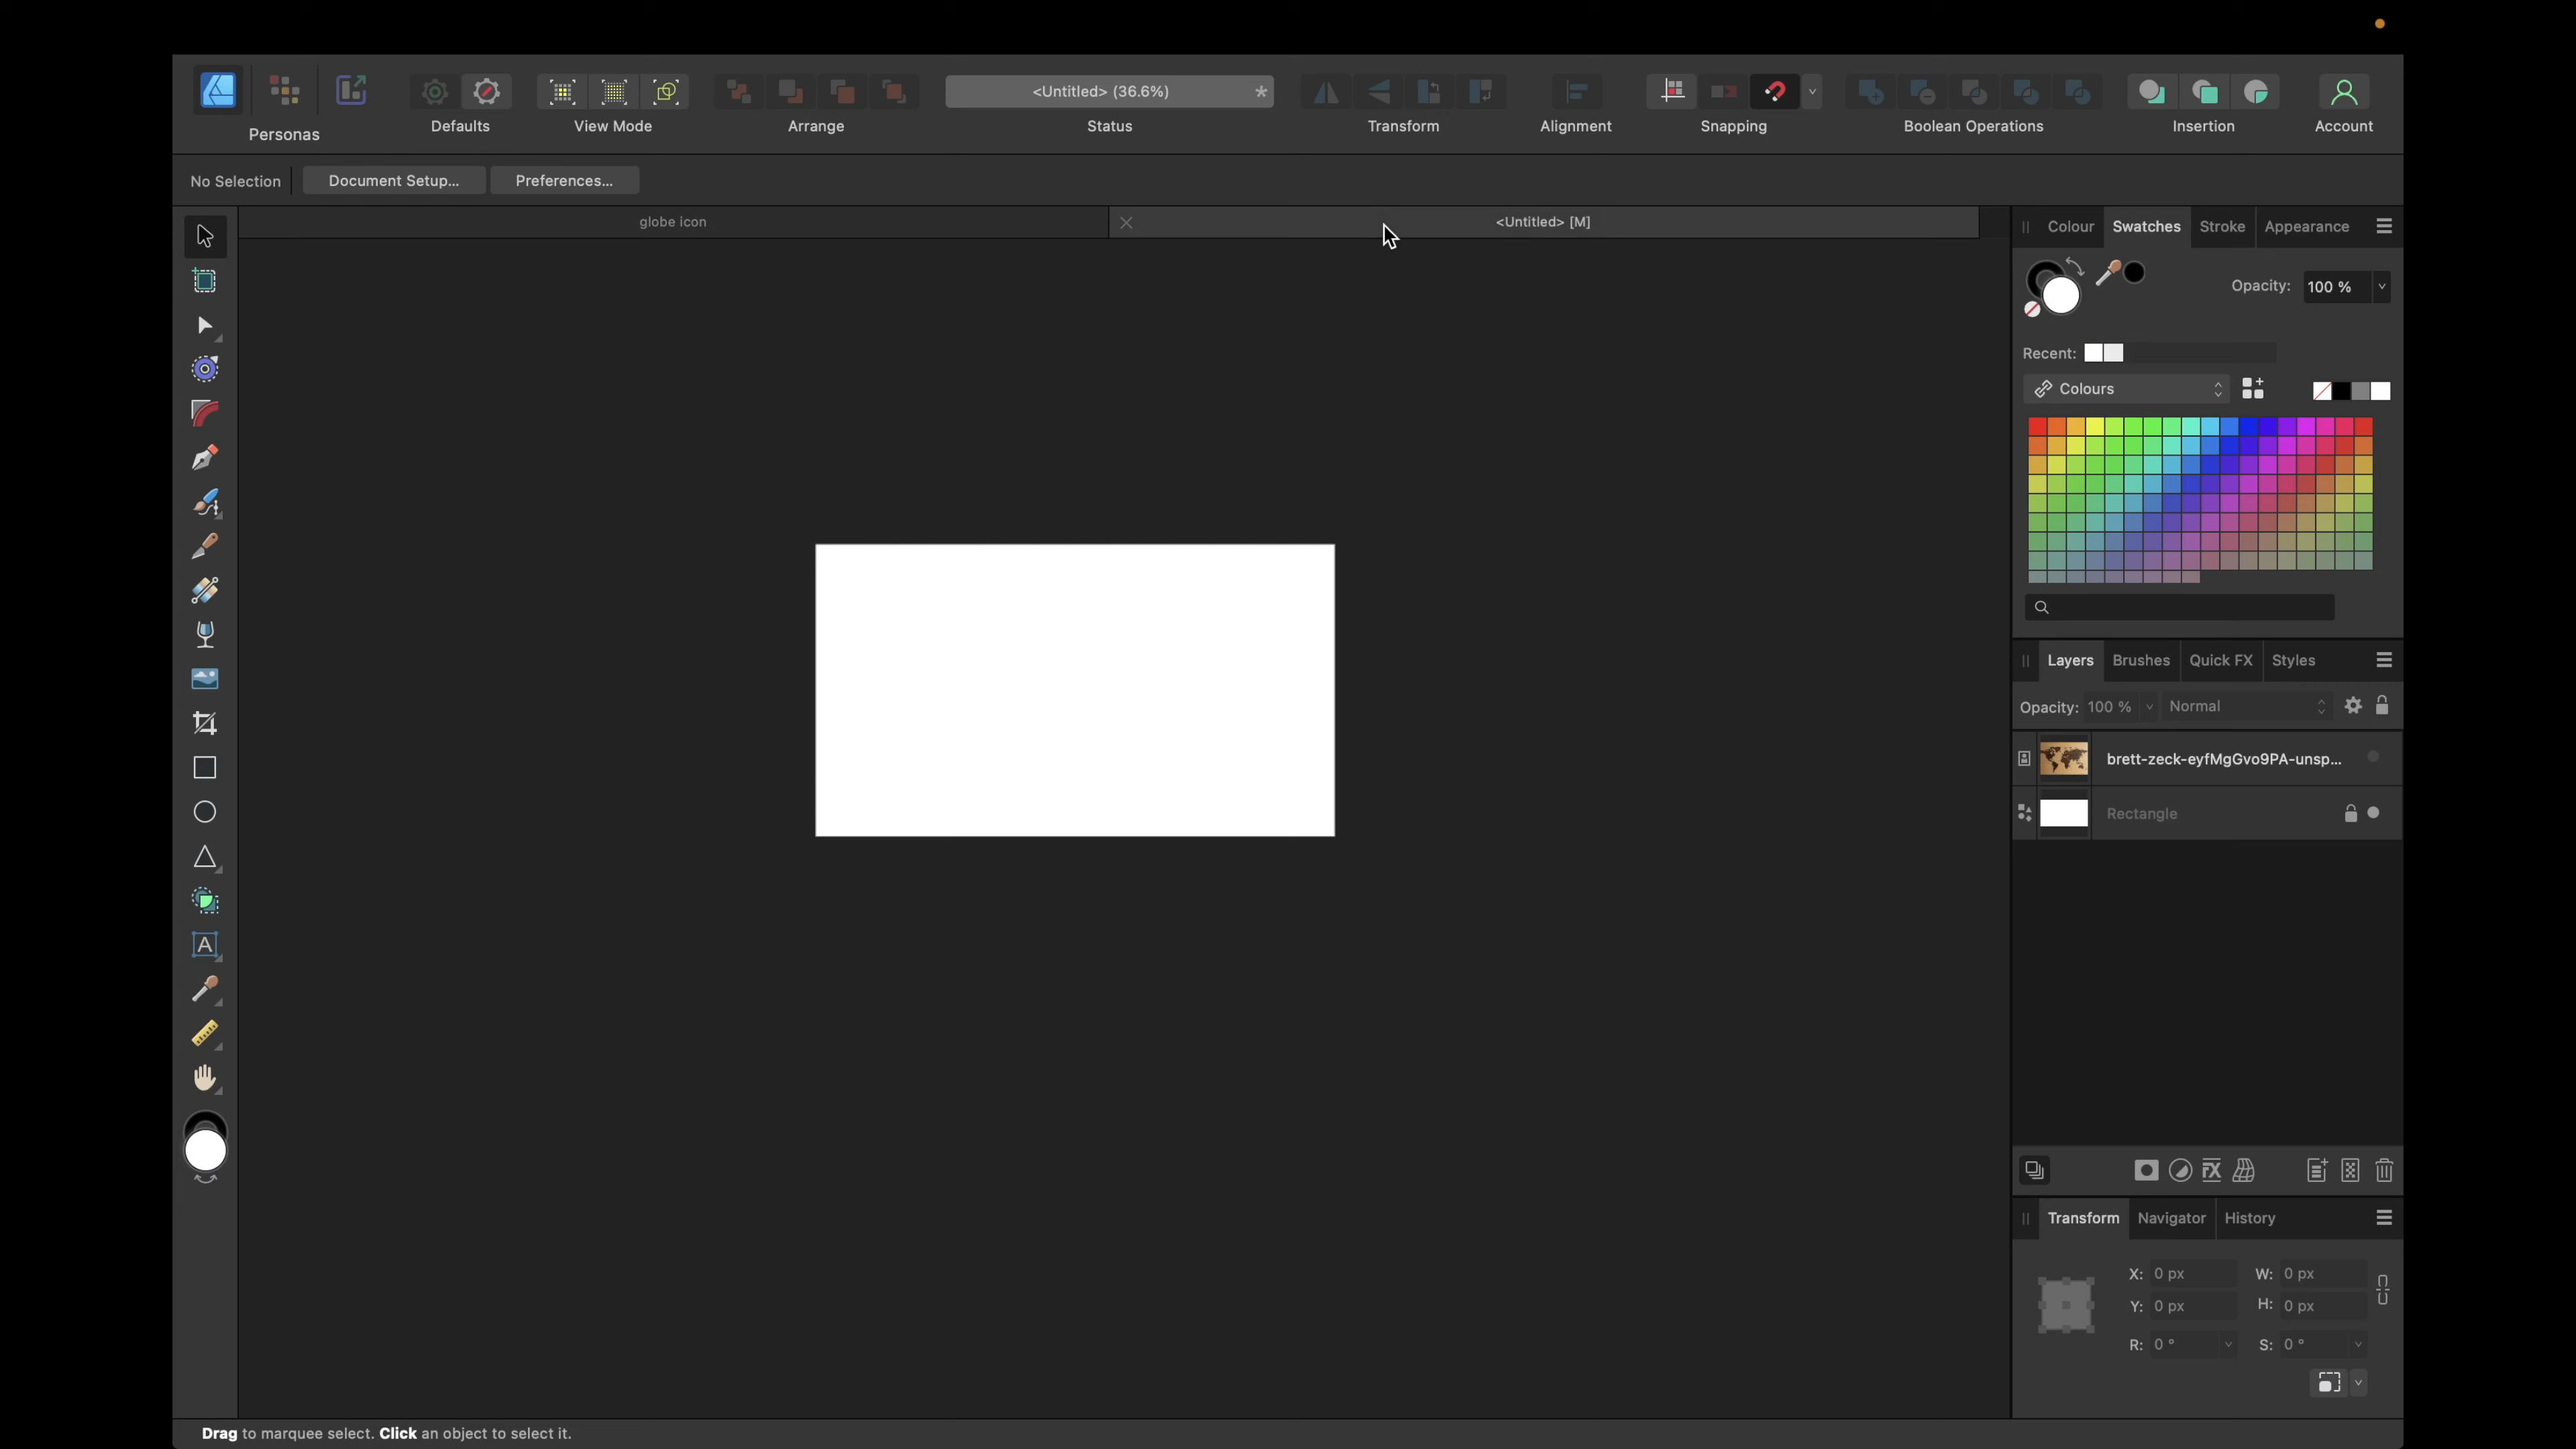 <Untitled> (36.6%) *
Personas
Defaults
View Mode
Arrange
Status
Transform
Alignment
Snapping
Boolean Operations
Insertion
Account
No Selection
Document Setup...
Preferences...
globe icon
<Untitled> [M]
Colour
Swatches
Stroke
Appearance
Opacity: 100 %
Recent:
Colours
Layers
Brushes
Quick FX
Styles
Opacity: 100 %
Normal
brett-zeck-eyfMgGvo9PA-unsp...
Rectangle
A
FX
Transform
Navigator
History
X: 0 px
W: 0 px
Y: 0 px
H: 0 px
R: 0 °
S: 0 °
Drag to marquee select. Click an object to select it.